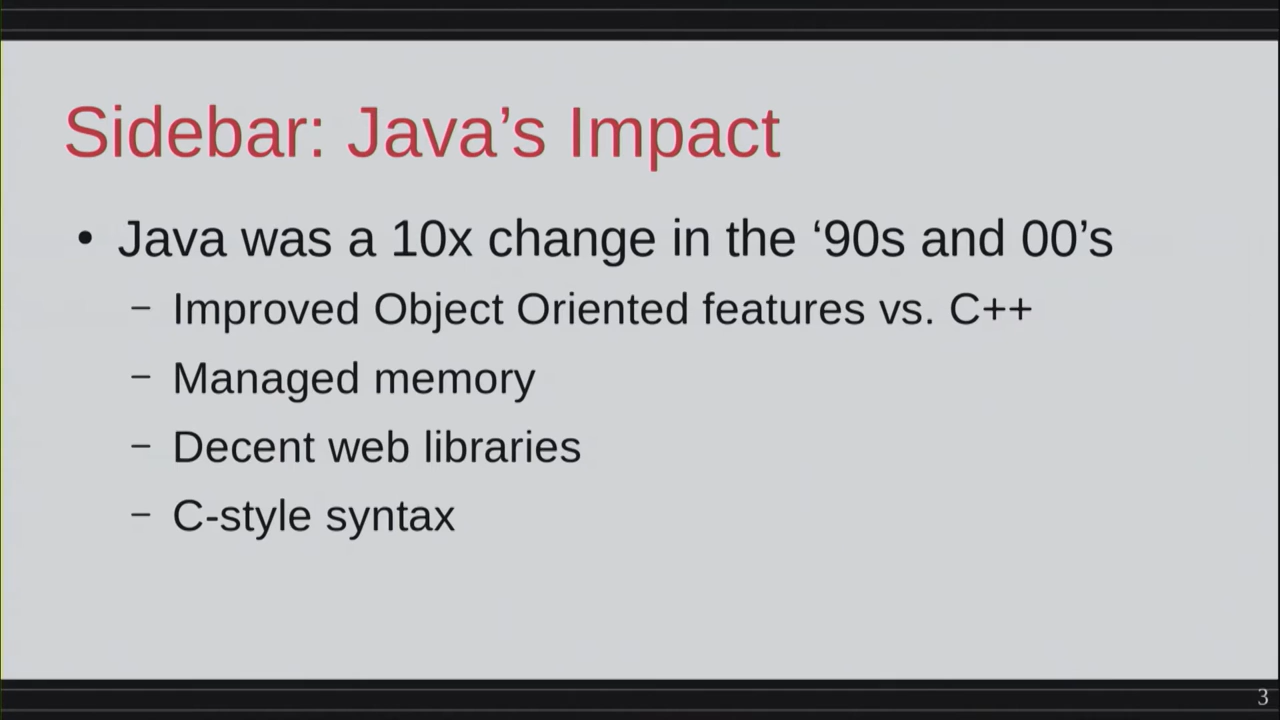 Sidebar: Java’s Impact
• Java was a 10x change in the ‘90s and 00’s
– Improved Object Oriented features vs. C++
– Managed memory
– Decent web libraries
– C-style syntax
3